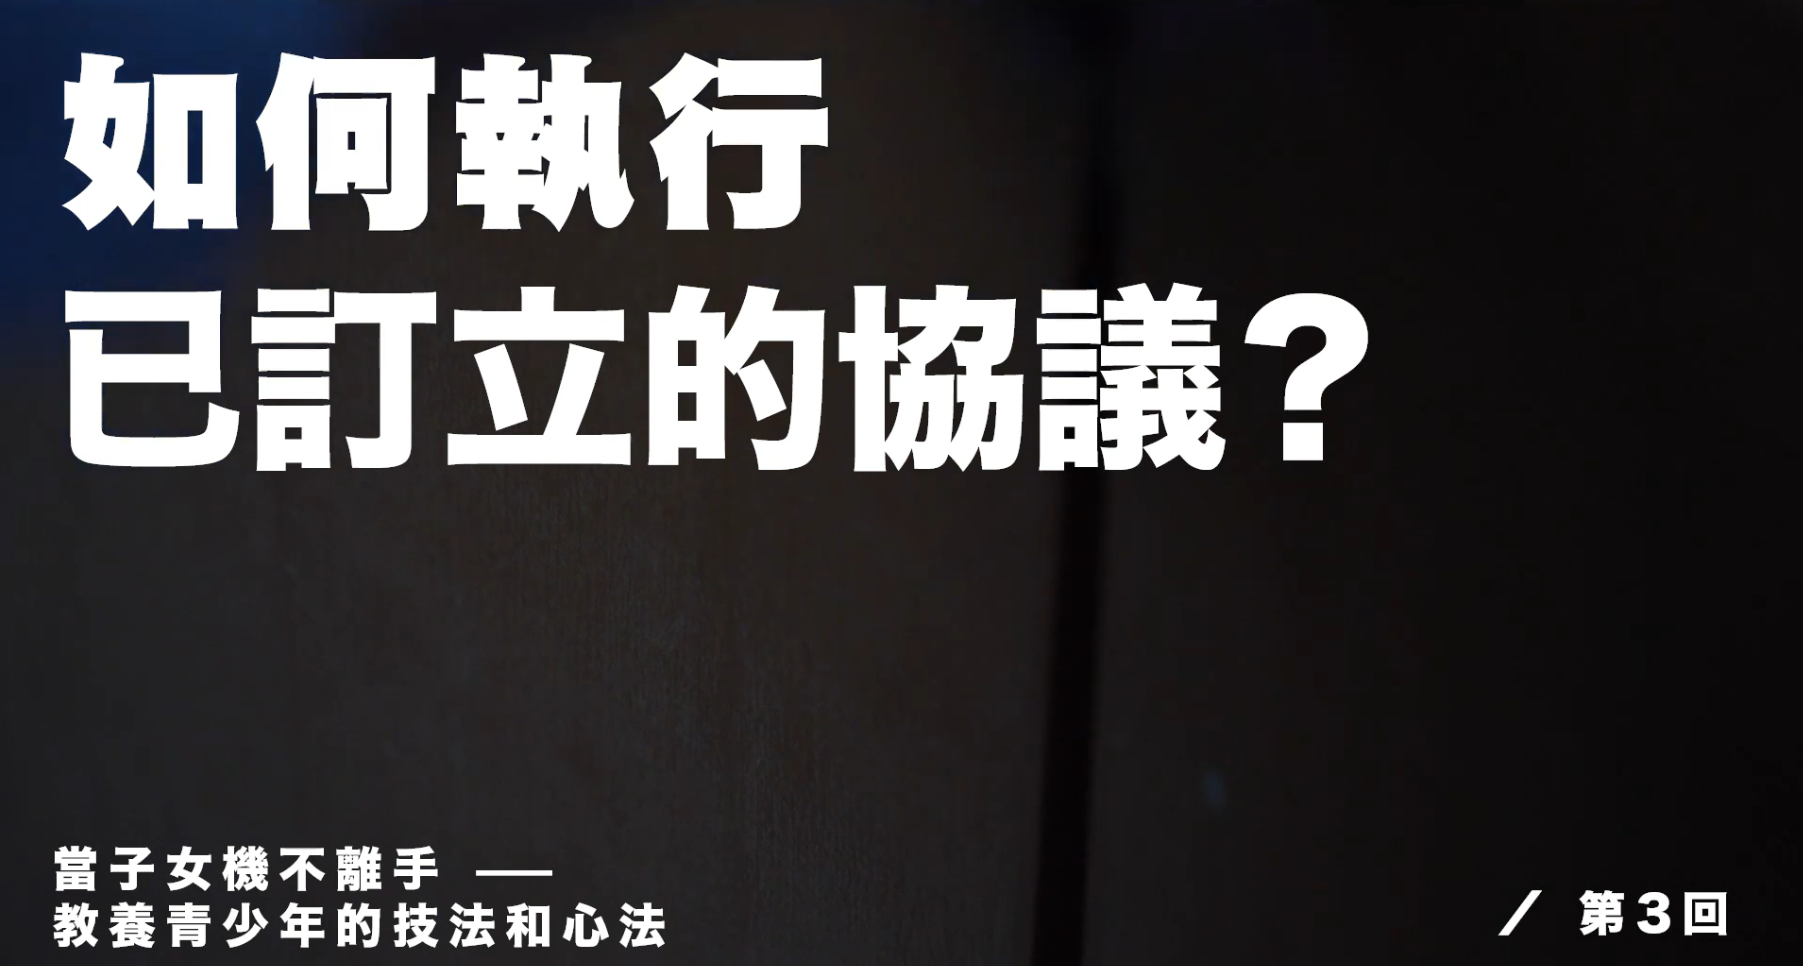 如何執行
已訂立的協議?
當子女機不離手 ——
教養青少年的技法和心法
/ 第3回